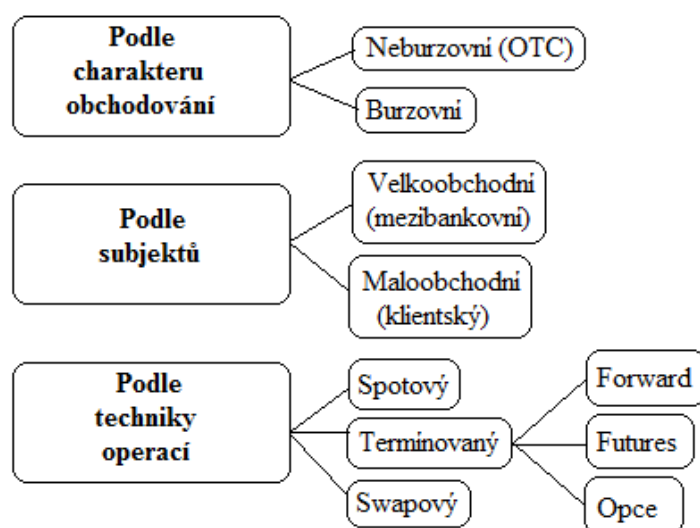 Podle
charakteru
obchodování
Neburzovní (OTC)
Burzovní
Podle
subjektů
Velkoobchodní
(mezibankovní)
Maloobchodní
(klientský)
Podle
techniky
operací
Spotový
Termínovaný
Swapový
Forward
Futures
Opce